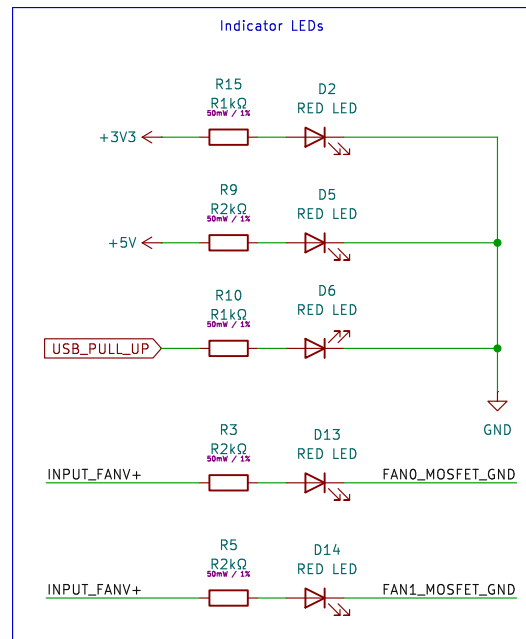 Indicator LEDs
R15
R1kΩ
50mW / 1%
D2
RED LED
+3V3
R9
R2kΩ
50mW / 1%
D5
RED LED
+5V
R10
R1kΩ
50mW / 1%
D6
RED LED
USB_PULL_UP
GND
R3
R2kΩ
50mW / 1%
D13
RED LED
INPUT_FANV+
FAN0_MOSFET_GND
R5
R2kΩ
50mW / 1%
D14
RED LED
INPUT_FANV+
FAN1_MOSFET_GND